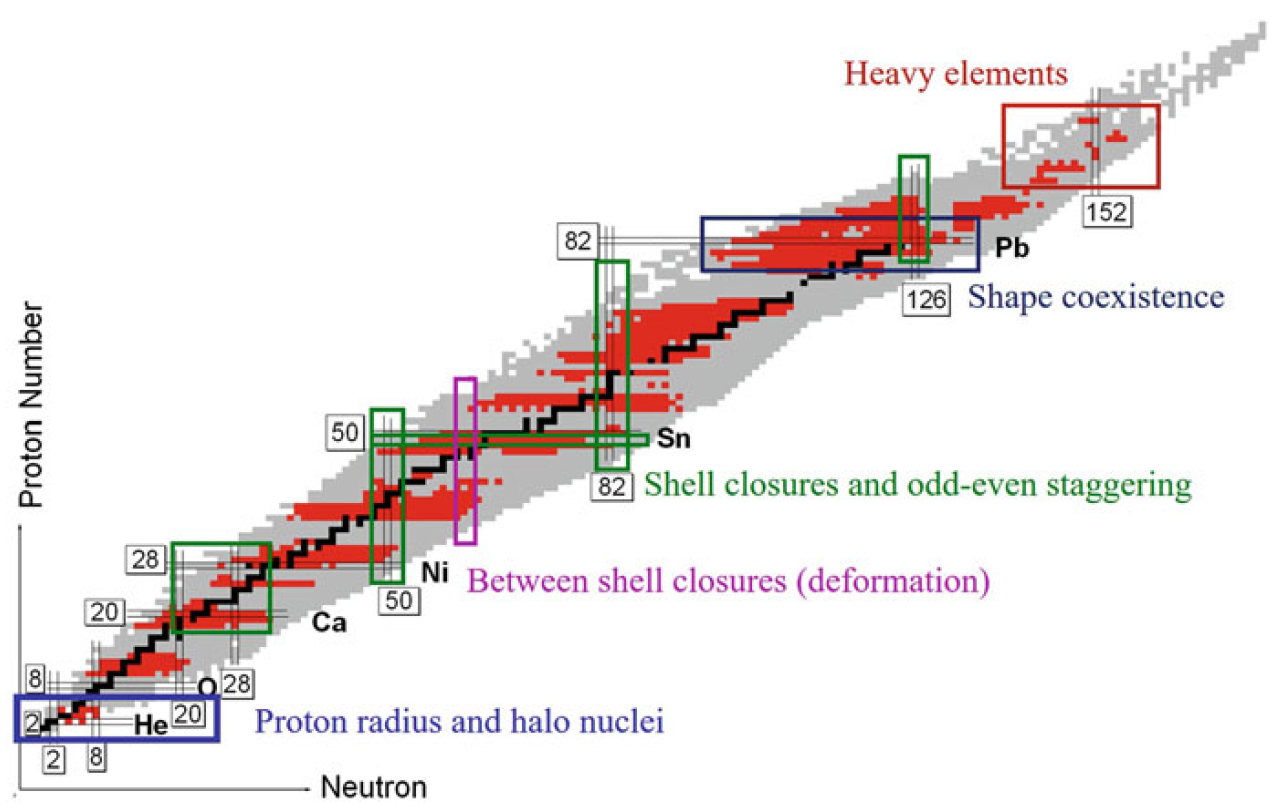 Heavy elements
152
82
Pb
126
Shape coexistence
50
Sn
82
Shell closures and odd-even staggering
28
Ni
Between shell closures (deformation)
50
20
Ca
8
O
28
20
2
He
Proton radius and halo nuclei
2
8
Proton Number
Neutron